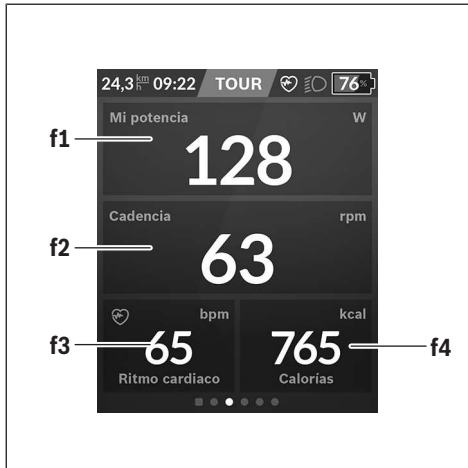 24,3 km/h 09:22 TOUR 76%
f1 Mi potencia W
128
f2 Cadencia rpm
63
bpm kcal
f3 65 765 f4
Ritmo cardiaco Calorías